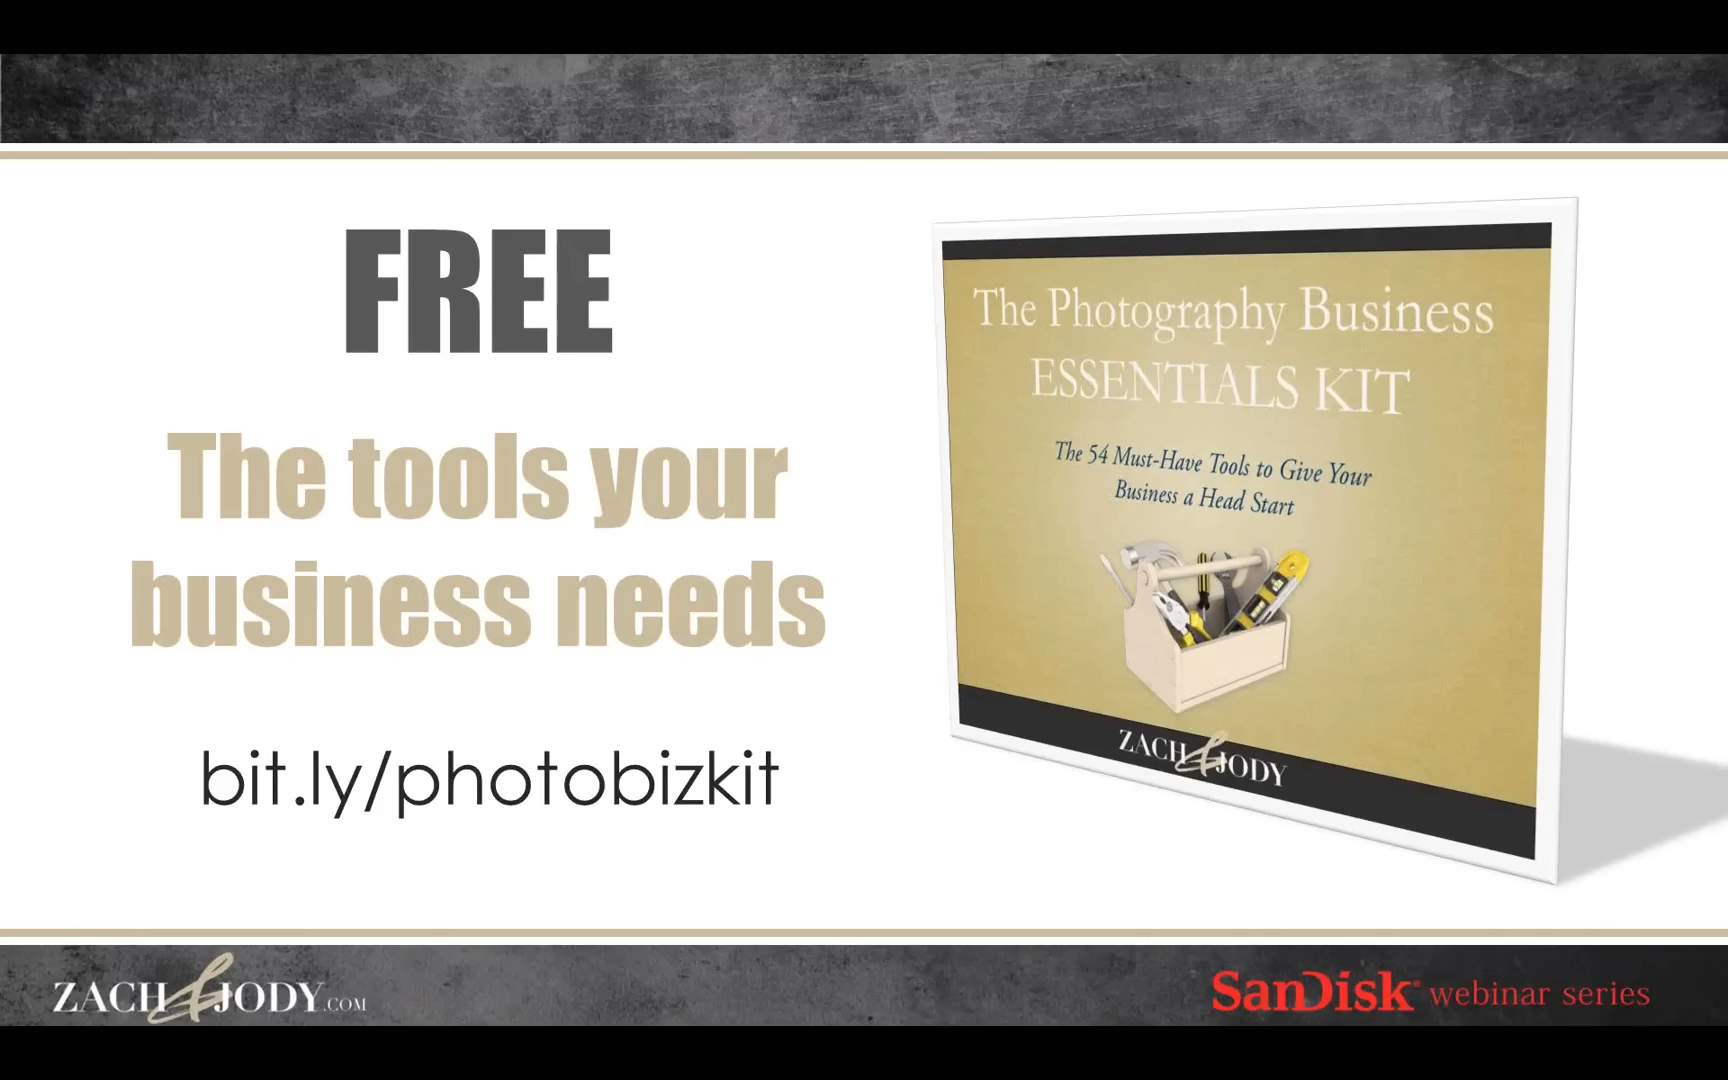 FREE
The tools your
business needs
bit.ly/photobizkit
The Photography Business
ESSENTIALS KIT
The 54 Must-Have Tools to Give Your
Business a Head Start
ZACH & JODY
ZACH & JODY.COM
SanDisk® webinar series